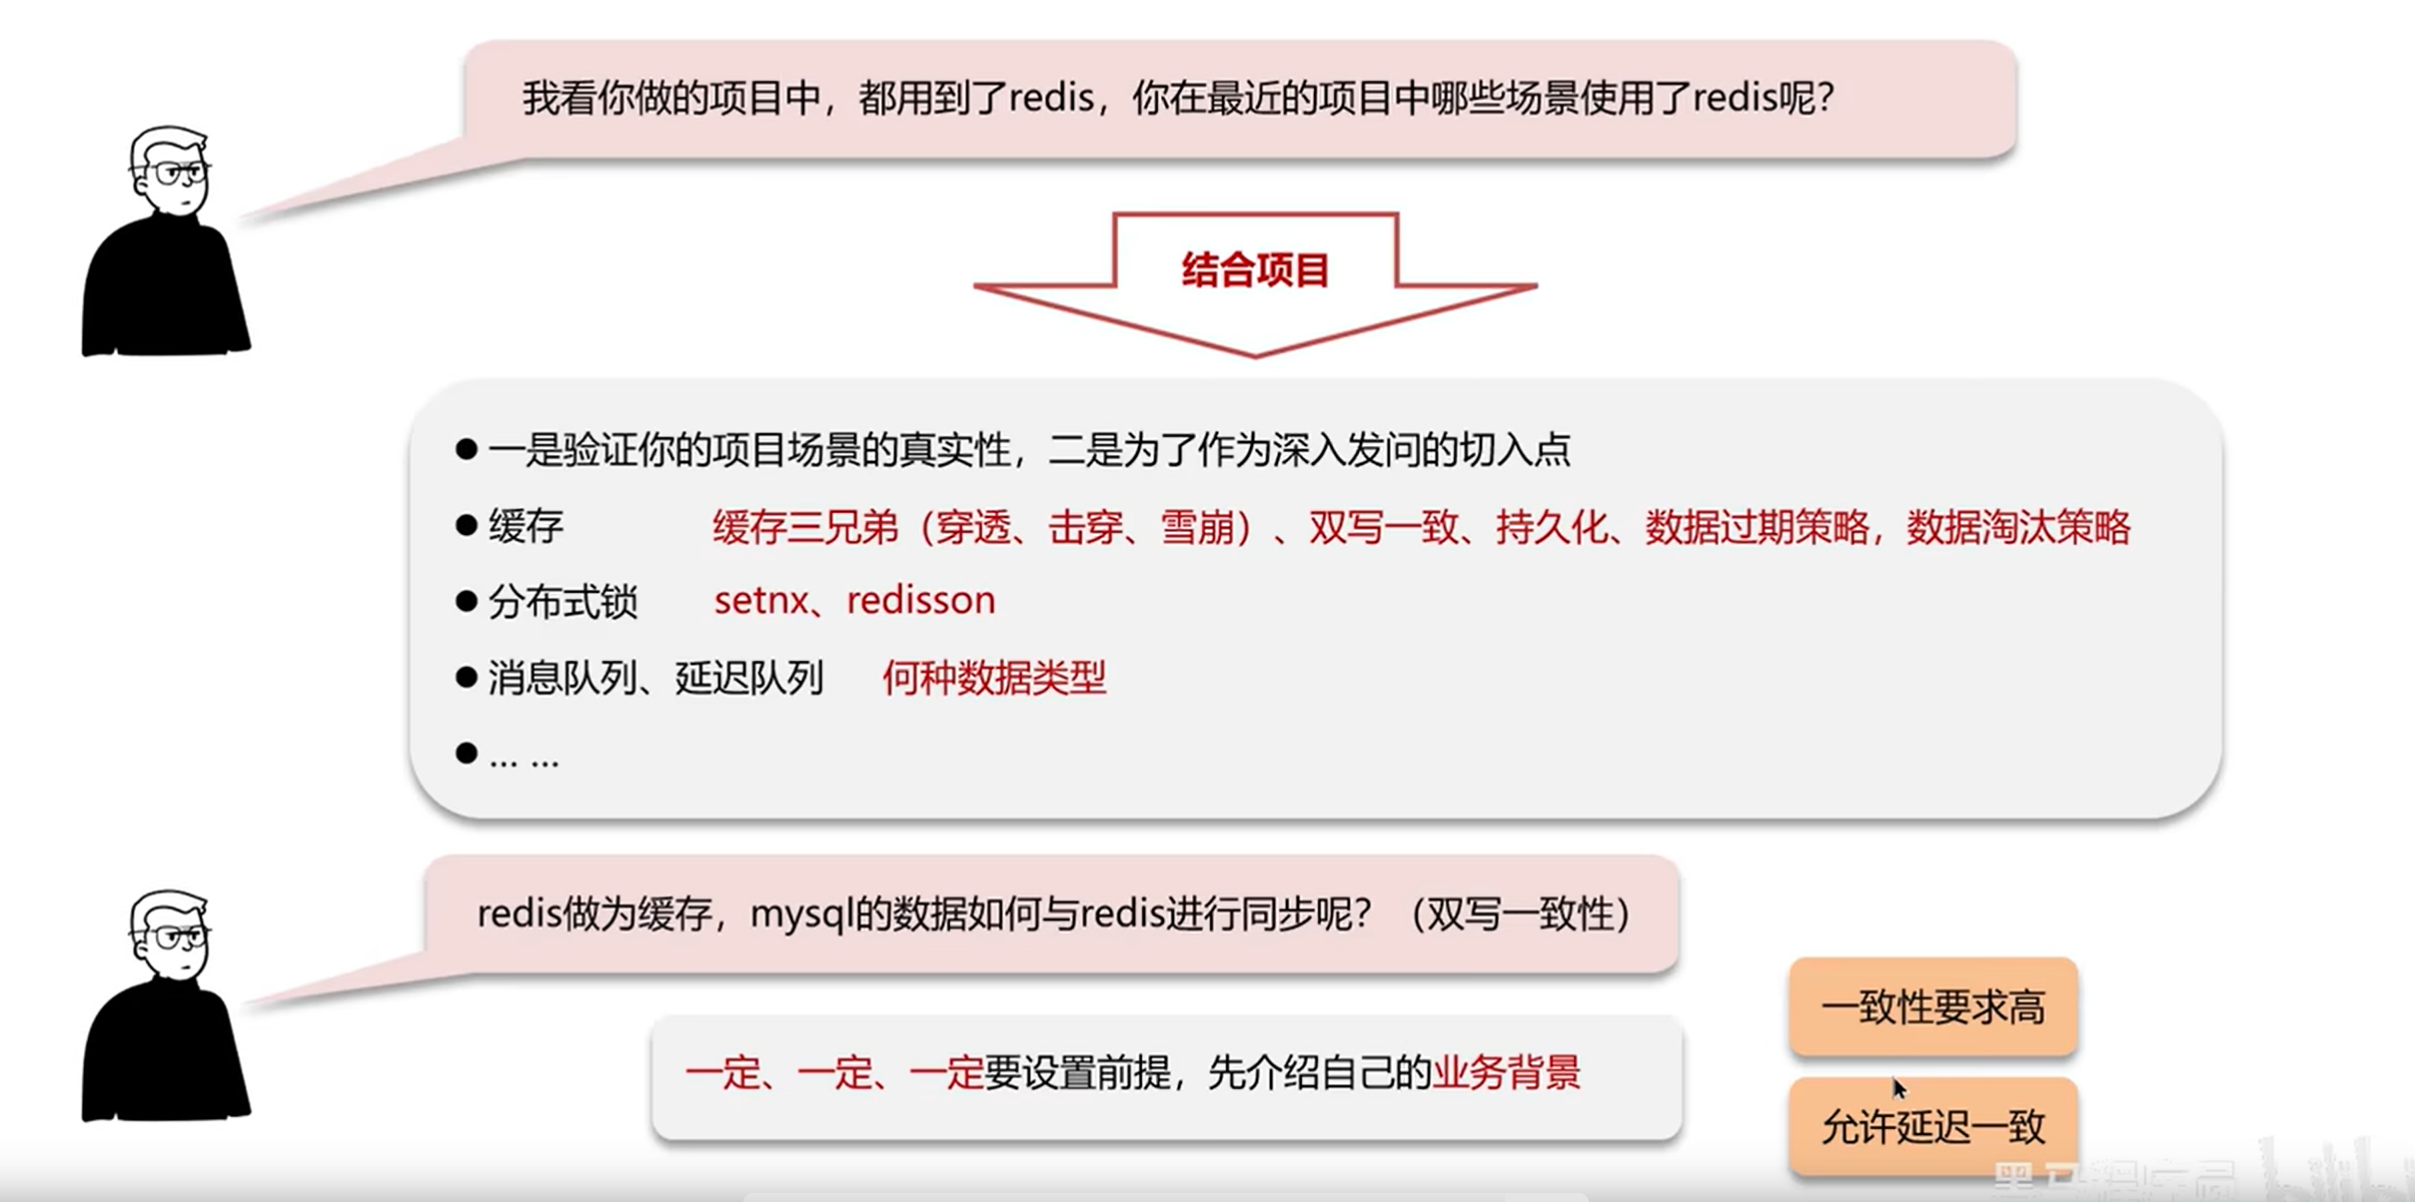 我看你做的项目中，都用到了redis，你在最近的项目中哪些场景使用了redis呢？
结合项目
● 一是验证你的项目场景的真实性，二是为了作为深入发问的切入点
● 缓存 缓存三兄弟（穿透、击穿、雪崩）、双写一致、持久化、数据过期策略，数据淘汰策略
● 分布式锁 setnx、redisson
● 消息队列、延迟队列 何种数据类型
● ... ...
redis做为缓存，mysql的数据如何与redis进行同步呢？（双写一致性）
一致性要求高
一定、一定、一定要设置前提，先介绍自己的业务背景
允许延迟一致
黑马程序员